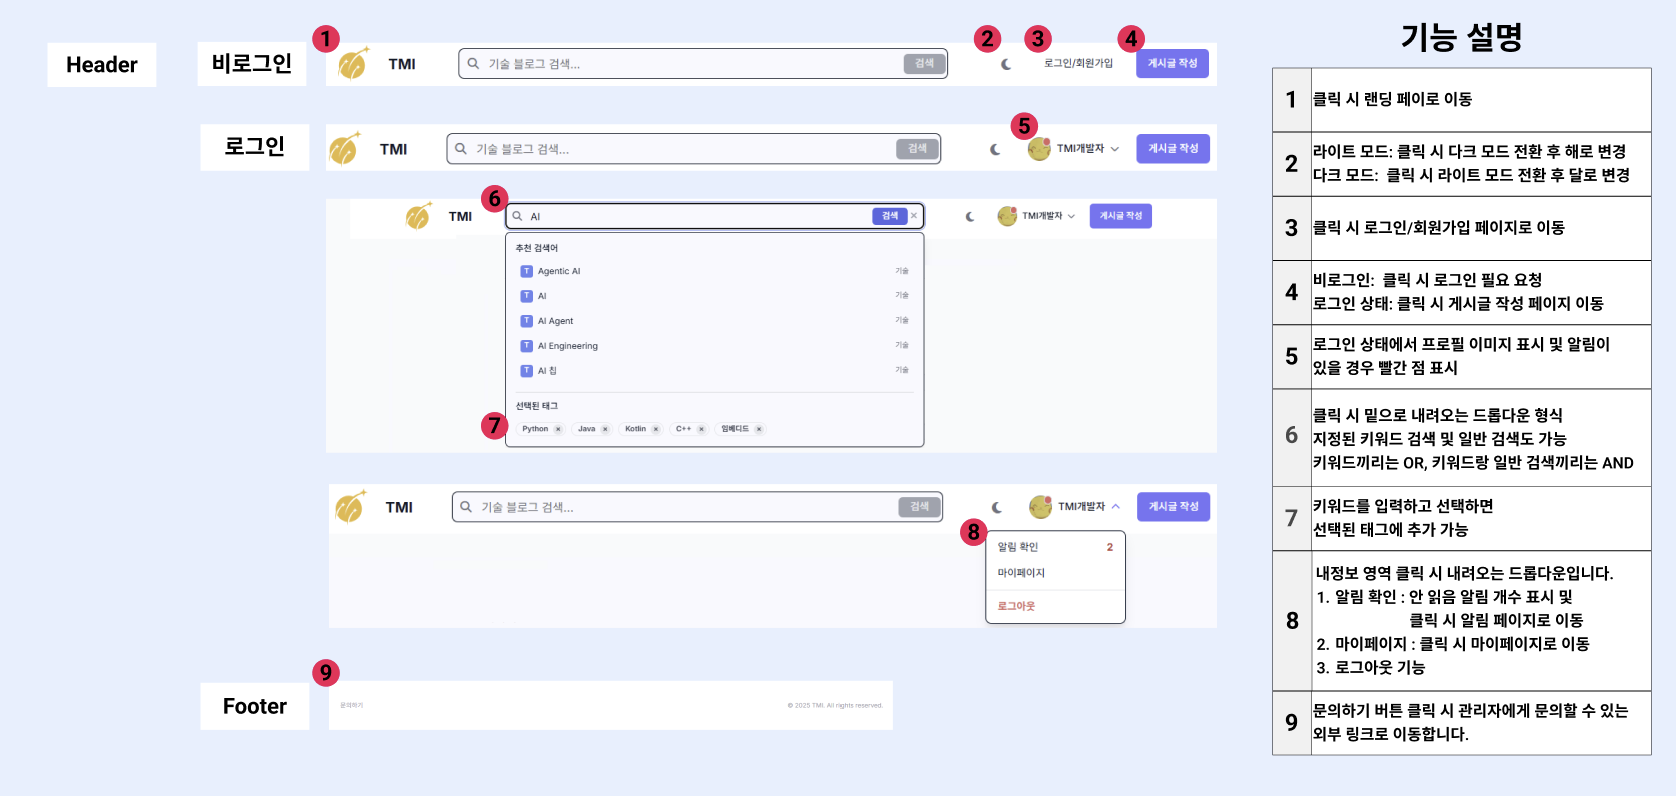 Header
비로그인
1
TMI
기술 블로그 검색...
검색
2
3
로그인/회원가입
4
게시글 작성
로그인
TMI
기술 블로그 검색...
검색
5
TMI개발자
게시글 작성
6
TMI
AI
검색
×
TMI개발자
게시글 작성
추천 검색어
T Agentic AI 기술
T AI 기술
T AI Agent 기술
T AI Engineering 기술
T AI 칩 기술
선택된 태그
7
Python × Java × Kotlin × C++ × 임베디드 ×
TMI
기술 블로그 검색...
검색
TMI개발자
게시글 작성
8
알림 확인 2
마이페이지
로그아웃
Footer
9
문의하기
© 2025 TMI. All rights reserved.
기능 설명
1 클릭 시 랜딩 페이로 이동
2
라이트 모드: 클릭 시 다크 모드 전환 후 해로 변경
다크 모드: 클릭 시 라이트 모드 전환 후 달로 변경
3 클릭 시 로그인/회원가입 페이지로 이동
4
비로그인: 클릭 시 로그인 필요 요청
로그인 상태: 클릭 시 게시글 작성 페이지 이동
5
로그인 상태에서 프로필 이미지 표시 및 알림이
있을 경우 빨간 점 표시
6
클릭 시 밑으로 내려오는 드롭다운 형식
지정된 키워드 검색 및 일반 검색도 가능
키워드끼리는 OR, 키워드랑 일반 검색끼리는 AND
7
키워드를 입력하고 선택하면
선택된 태그에 추가 가능
8
내정보 영역 클릭 시 내려오는 드롭다운입니다.
1. 알림 확인 : 안 읽음 알림 개수 표시 및
클릭 시 알림 페이지로 이동
2. 마이페이지 : 클릭 시 마이페이지로 이동
3. 로그아웃 기능
9
문의하기 버튼 클릭 시 관리자에게 문의할 수 있는
외부 링크로 이동합니다.